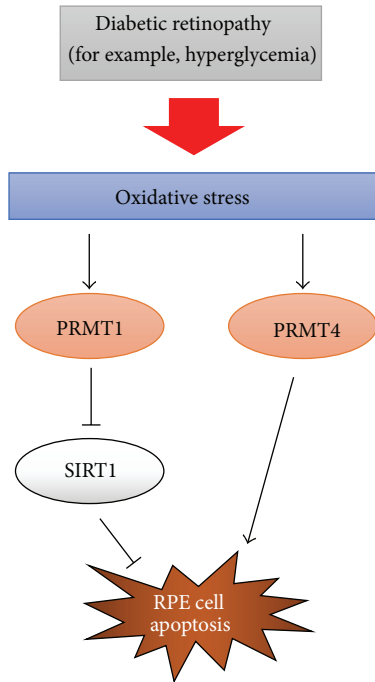 Diabetic retinopathy
(for example, hyperglycemia)
Oxidative stress
PRMT1
PRMT4
SIRT1
RPE cell
apoptosis